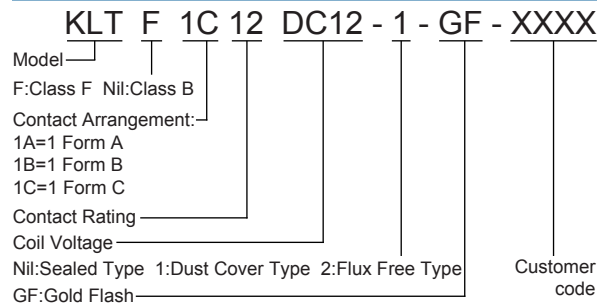 KLT F 1C 12 DC12 - 1 - GF - XXXX
Model
F:Class F Nil:Class B
Contact Arrangement:
1A=1 Form A
1B=1 Form B
1C=1 Form C
Contact Rating
Coil Voltage
Nil:Sealed Type 1:Dust Cover Type 2:Flux Free Type
GF:Gold Flash
Customer
code